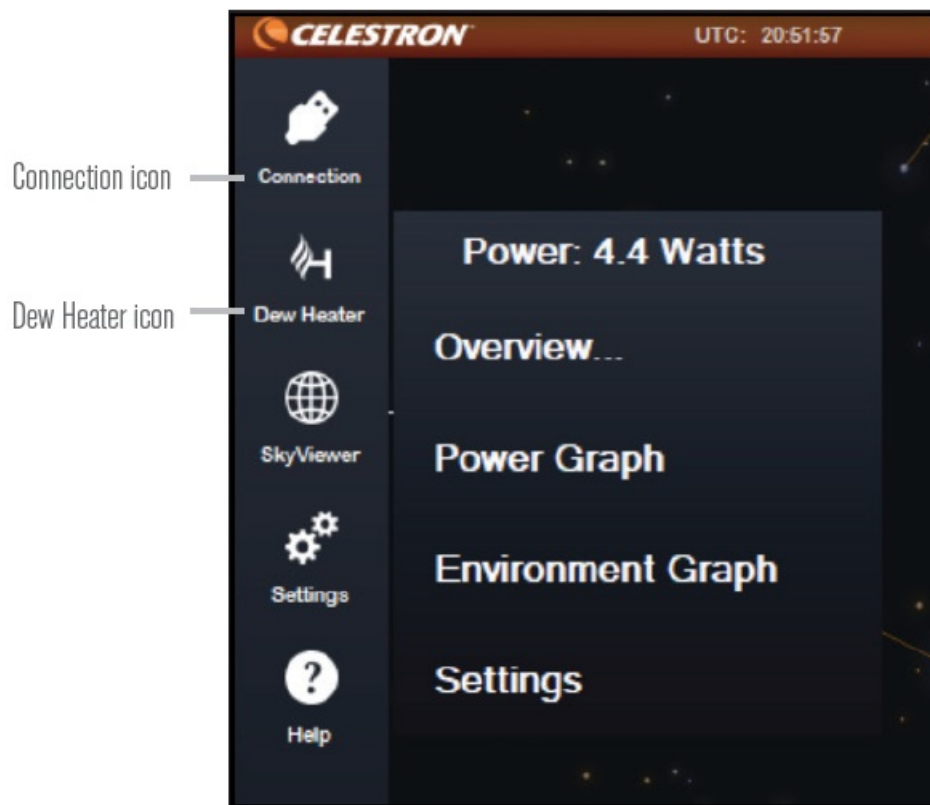 CELESTRON UTC: 20:51:57
Connection
Connection icon
Dew Heater
Dew Heater icon
SkyViewer
Settings
Help
Power: 4.4 Watts
Overview...
Power Graph
Environment Graph
Settings